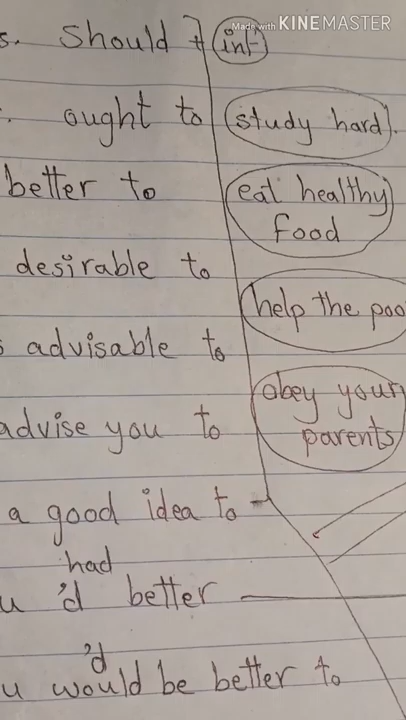 Made with KINEMASTER
s. should } + inf
ought to study hard.
better to eat healthy
food
desirable to
help the poo
s advisable to
obey your
advise you to parents
a good idea to
had
u 'd better
'd
u would be better to